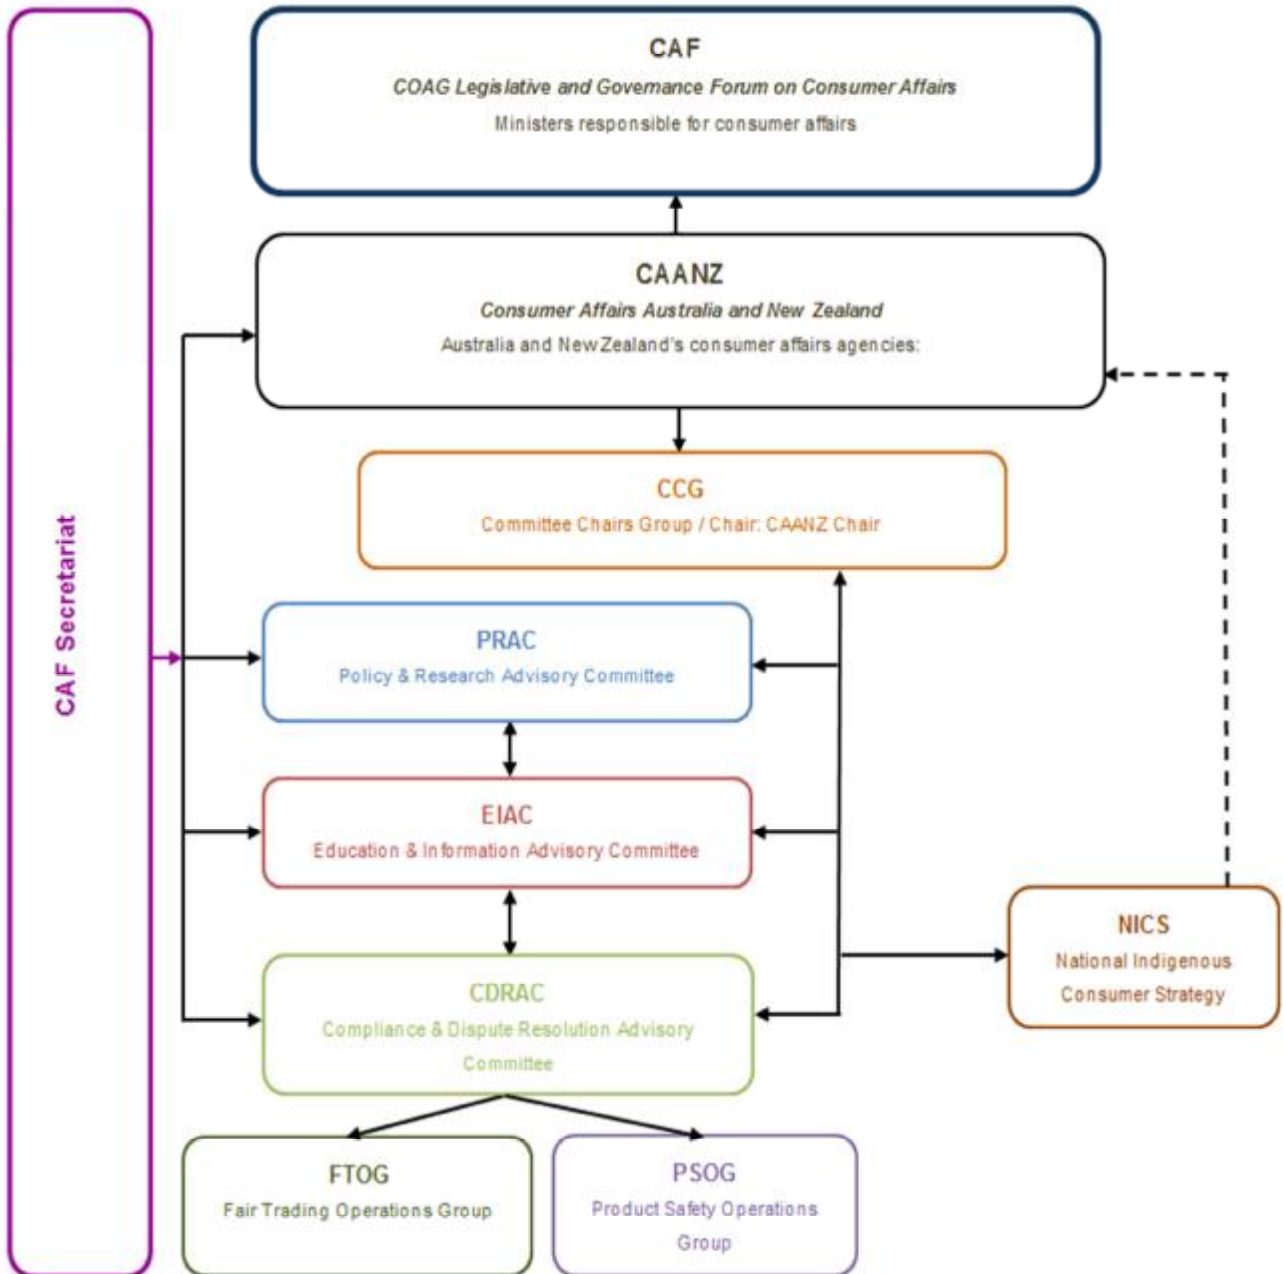 CAF
COAG Legislative and Governance Forum on Consumer Affairs
Ministers responsible for consumer affairs
CAANZ
Consumer Affairs Australia and New Zealand
Australia and New Zealand's consumer affairs agencies:
CCG
Committee Chairs Group / Chair: CAANZ Chair
CAF Secretariat
PRAC
Policy & Research Advisory Committee
EIAC
Education & Information Advisory Committee
NICS
National Indigenous
Consumer Strategy
CDRAC
Compliance & Dispute Resolution Advisory
Committee
FTOG
Fair Trading Operations Group
PSOG
Product Safety Operations
Group